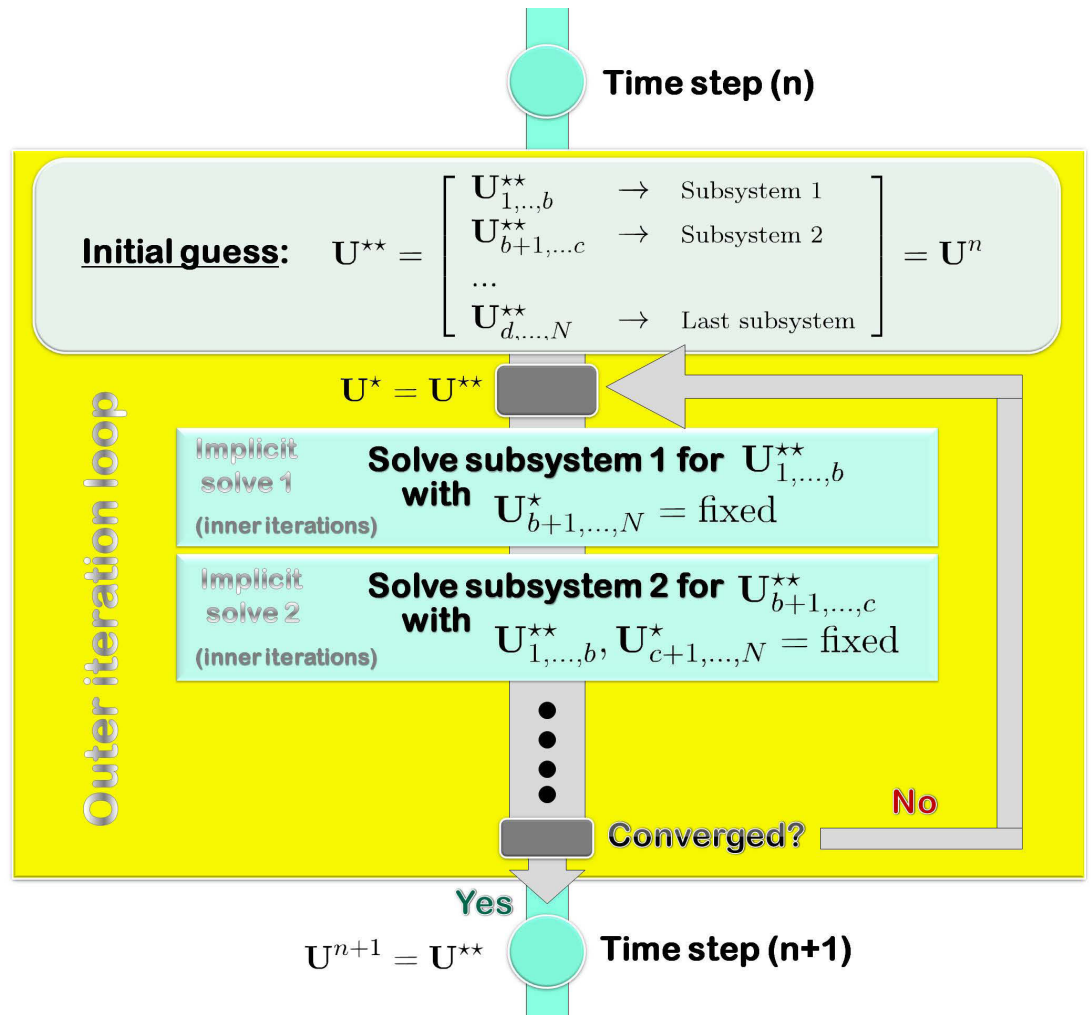 Time step (n)
Initial guess: U** = [ U**_{1,..,b} → Subsystem 1
U**_{b+1,...c} → Subsystem 2
...
U**_{d,...,N} → Last subsystem ] = U^n
U* = U**
Outer iteration loop
Implicit solve 1
(inner iterations)
Solve subsystem 1 for U**_{1,...,b}
with U*_{b+1,...,N} = fixed
Implicit solve 2
(inner iterations)
Solve subsystem 2 for U**_{b+1,...,c}
with U**_{1,...,b}, U*_{c+1,...,N} = fixed
No
Converged?
Yes
U^{n+1} = U**
Time step (n+1)